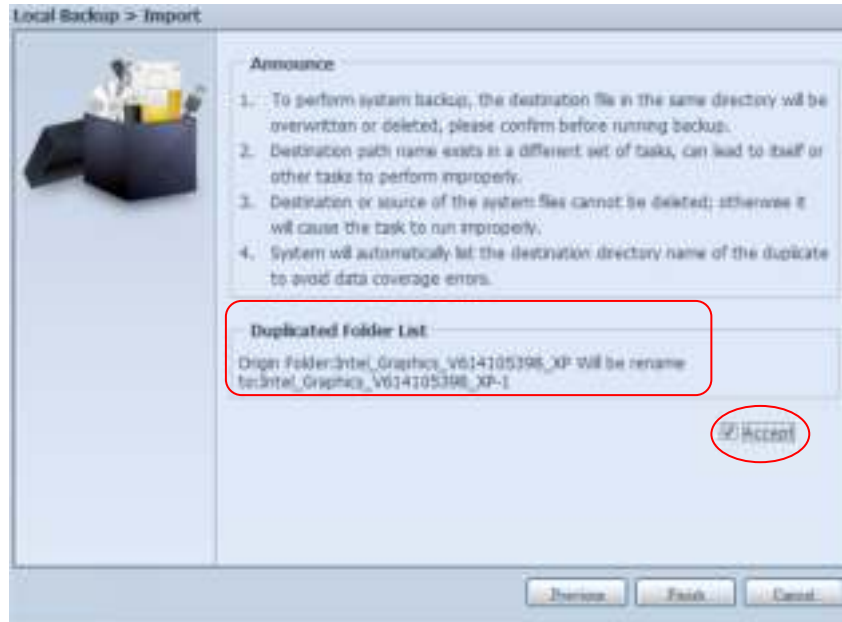 Local Backup > Import
Announce
1. To perform system backup, the destination file in the same directory will be
overwritten or deleted, please confirm before running backup.
2. Destination path name exists in a different set of tasks, can lead to itself or
other tasks to perform improperly.
3. Destination or source of the system files cannot be deleted; otherwise it
will cause the task to run improperly.
4. System will automatically list the destination directory name of the duplicate
to avoid data coverage errors.
Duplicated Folder List
Origin Folder:Intel_Graphics_V614105398_XP Will be rename
to:Intel_Graphics_V614105398_XP-1
Accept
Previous Finish Cancel